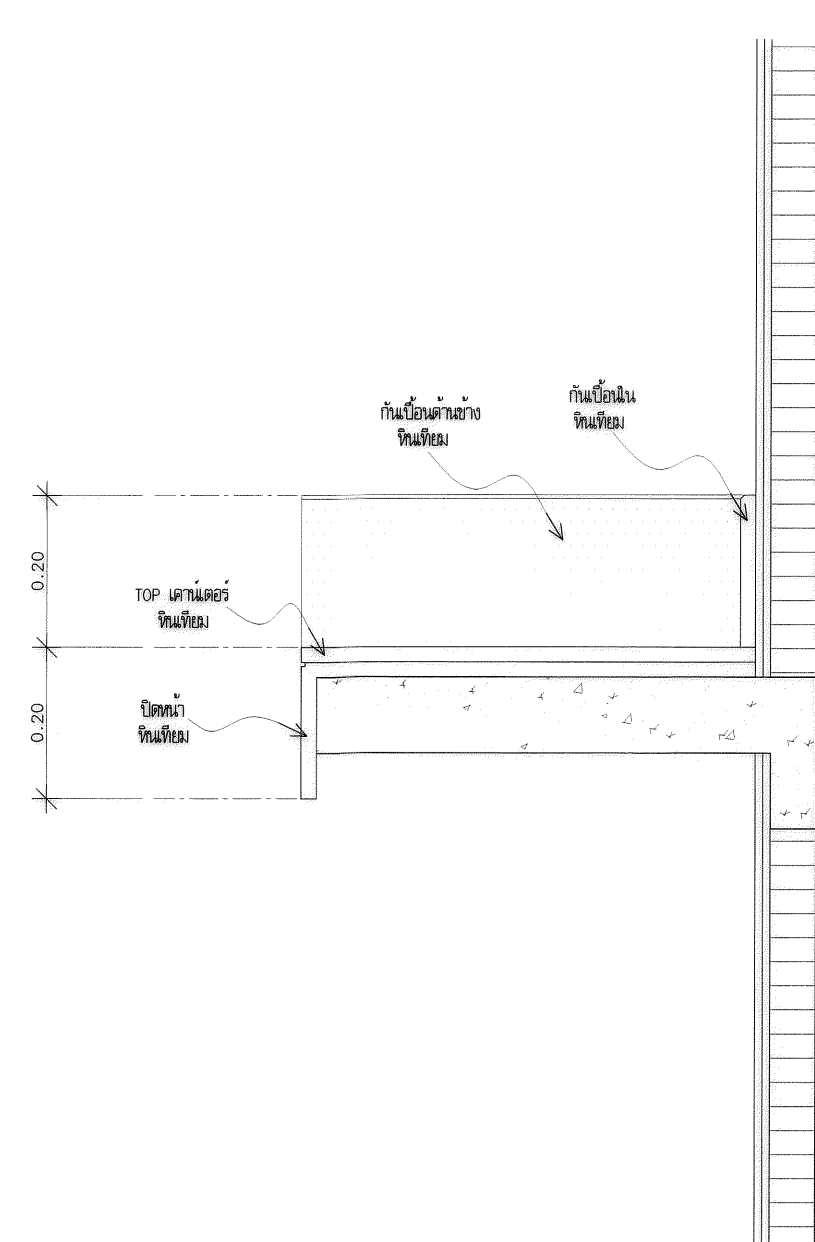 กันเปื้อนใน
หินเทียม
กันเปื้อนด้านข้าง
หินเทียม
0.20
TOP เคาน์เตอร์
หินเทียม
0.20
ปิดหน้า
หินเทียม